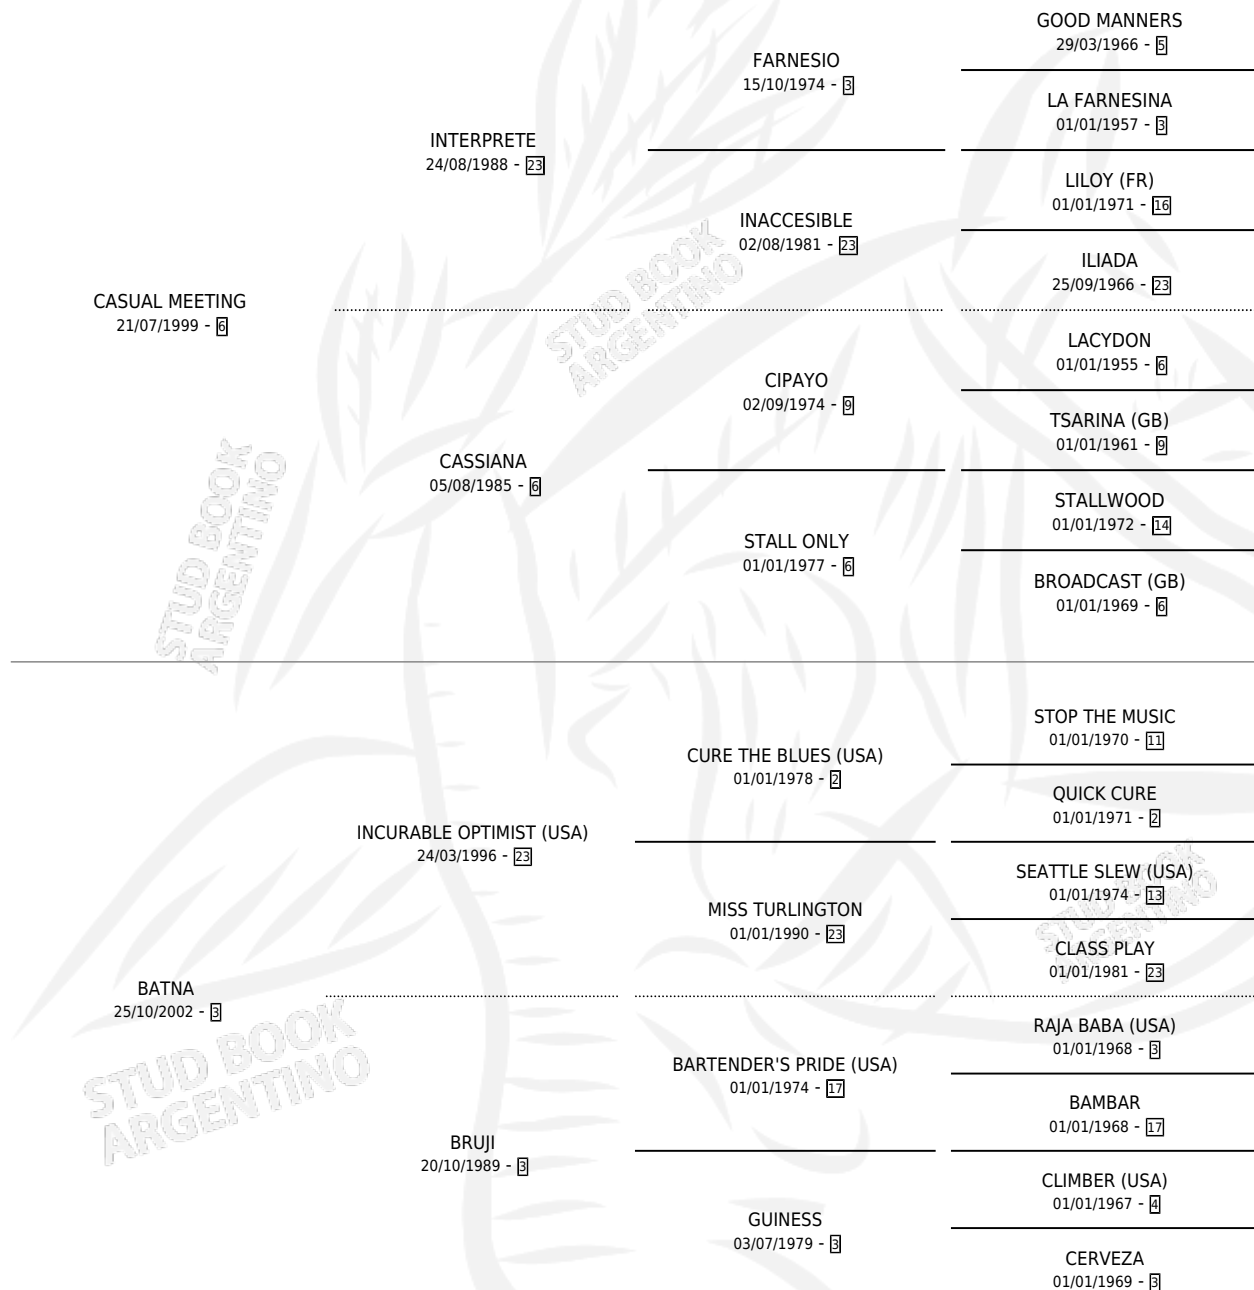 GOOD MANNERS
29/03/1966 - 5
FARNESIO
15/10/1974 - 3
LA FARNESINA
01/01/1957 - 3
INTERPRETE
24/08/1988 - 23
LILOY (FR)
01/01/1971 - 16
INACCESIBLE
02/08/1981 - 23
ILIADA
25/09/1966 - 23
CASUAL MEETING
21/07/1999 - 6
LACYDON
01/01/1955 - 6
CIPAYO
02/09/1974 - 9
TSARINA (GB)
01/01/1961 - 9
CASSIANA
05/08/1985 - 6
STALLWOOD
01/01/1972 - 14
STALL ONLY
01/01/1977 - 6
BROADCAST (GB)
01/01/1969 - 6
STOP THE MUSIC
01/01/1970 - 11
CURE THE BLUES (USA)
01/01/1978 - 2
QUICK CURE
01/01/1971 - 2
INCURABLE OPTIMIST (USA)
24/03/1996 - 23
SEATTLE SLEW (USA)
01/01/1974 - 13
MISS TURLINGTON
01/01/1990 - 23
CLASS PLAY
01/01/1981 - 23
BATNA
25/10/2002 - 3
RAJA BABA (USA)
01/01/1968 - 3
BARTENDER'S PRIDE (USA)
01/01/1974 - 17
BAMBAR
01/01/1968 - 17
BRUJI
20/10/1989 - 3
CLIMBER (USA)
01/01/1967 - 4
GUINESS
03/07/1979 - 3
CERVEZA
01/01/1969 - 3
STUD BOOK
ARGENTINO
STUD BOOK
ARGENTINO
STUD BOOK
ARGENTINO
STUD BOOK
ARGENTINO